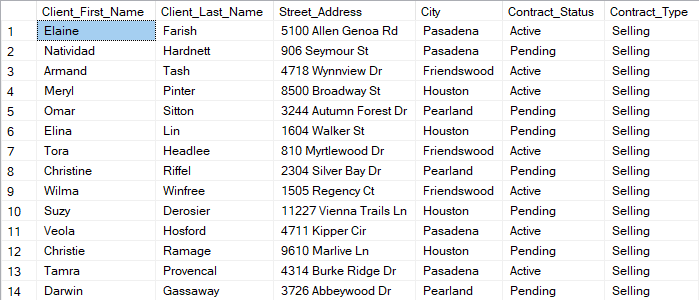 Client_First_Name Client_Last_Name Street_Address City Contract_Status Contract_Type
1 Elaine Farish 5100 Allen Genoa Rd Pasadena Active Selling
2 Natividad Hardnett 906 Seymour St Pasadena Pending Selling
3 Armand Tash 4718 Wynnview Dr Friendswood Active Selling
4 Meryl Pinter 8500 Broadway St Houston Active Selling
5 Omar Sitton 3244 Autumn Forest Dr Pearland Pending Selling
6 Elina Lin 1604 Walker St Houston Pending Selling
7 Tora Headlee 810 Myrtlewood Dr Friendswood Active Selling
8 Christine Riffel 2304 Silver Bay Dr Pearland Pending Selling
9 Wilma Winfree 1505 Regency Ct Friendswood Active Selling
10 Suzy Derosier 11227 Vienna Trails Ln Houston Pending Selling
11 Veola Hosford 4711 Kipper Cir Pasadena Active Selling
12 Christie Ramage 9610 Marlive Ln Houston Pending Selling
13 Tamra Provencal 4314 Burke Ridge Dr Pasadena Active Selling
14 Darwin Gassaway 3726 Abbeywood Dr Pearland Pending Selling